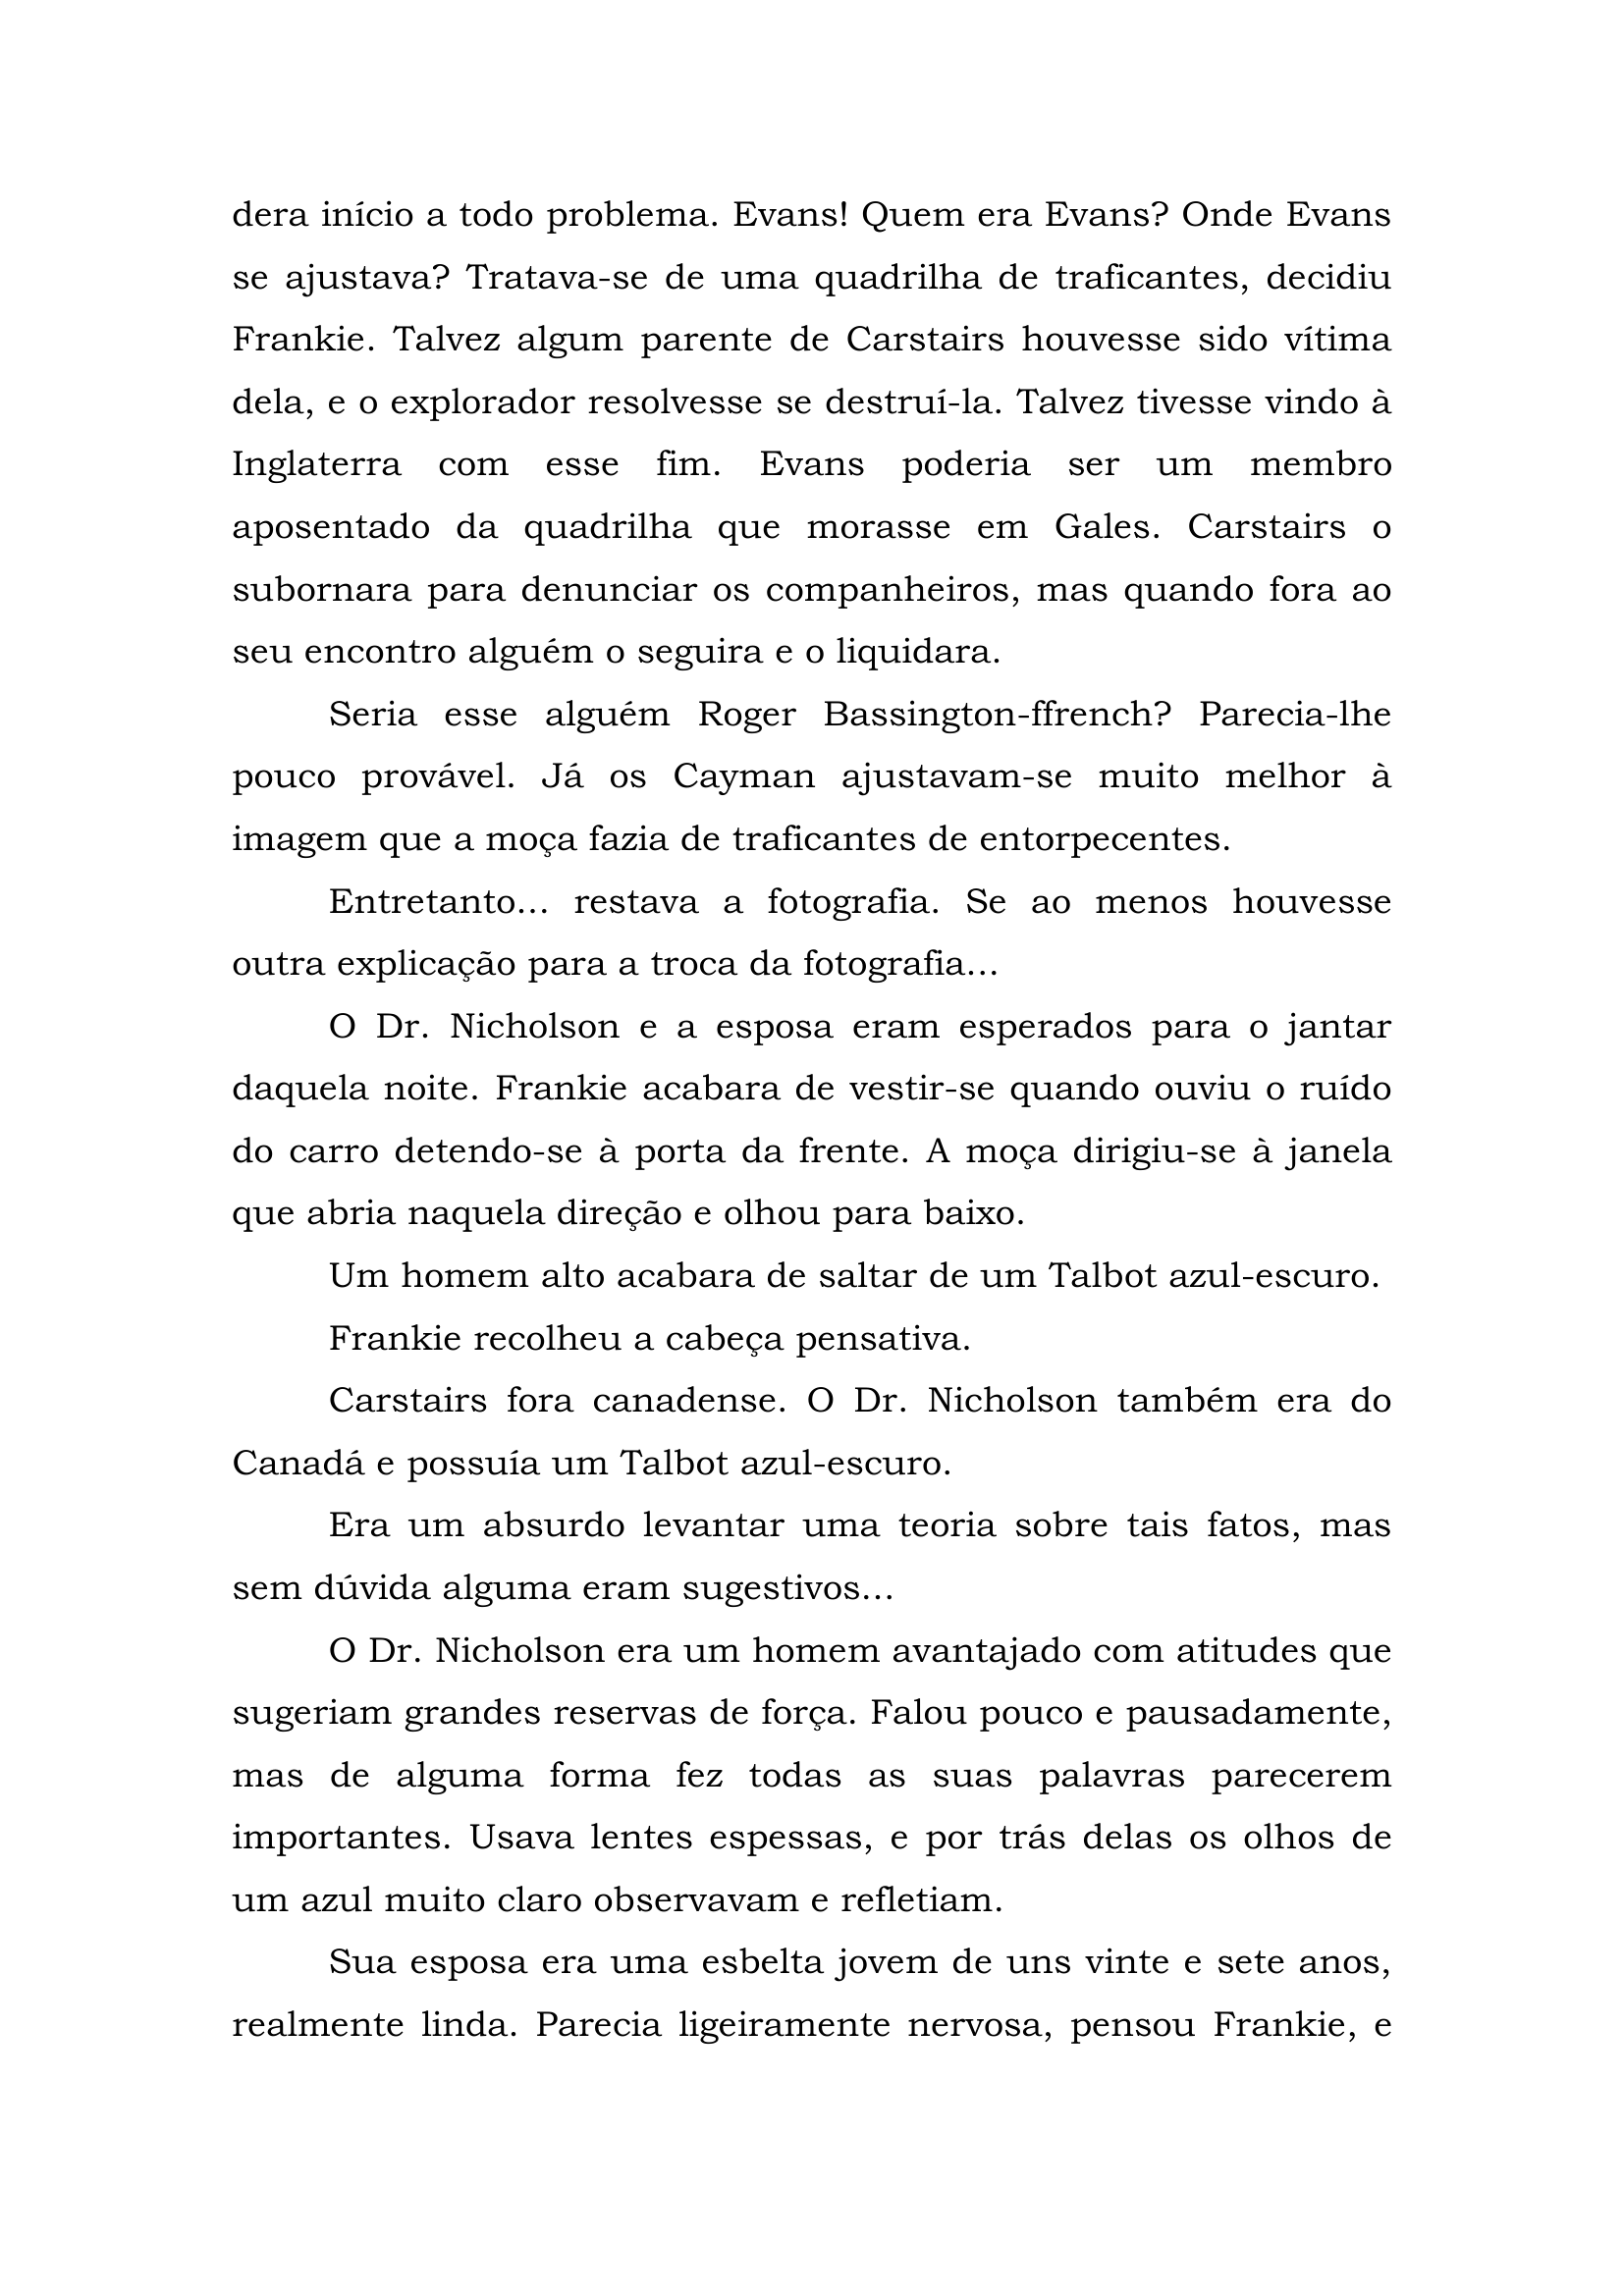 dera início a todo problema. Evans! Quem era Evans? Onde Evans
se ajustava? Tratava-se de uma quadrilha de traficantes, decidiu
Frankie. Talvez algum parente de Carstairs houvesse sido vítima
dela, e o explorador resolvesse se destruí-la. Talvez tivesse vindo à
Inglaterra com esse fim. Evans poderia ser um membro
aposentado da quadrilha que morasse em Gales. Carstairs o
subornara para denunciar os companheiros, mas quando fora ao
seu encontro alguém o seguira e o liquidara.
Seria esse alguém Roger Bassington-ffrench? Parecia-lhe
pouco provável. Já os Cayman ajustavam-se muito melhor à
imagem que a moça fazia de traficantes de entorpecentes.
Entretanto... restava a fotografia. Se ao menos houvesse
outra explicação para a troca da fotografia...
O Dr. Nicholson e a esposa eram esperados para o jantar
daquela noite. Frankie acabara de vestir-se quando ouviu o ruído
do carro detendo-se à porta da frente. A moça dirigiu-se à janela
que abria naquela direção e olhou para baixo.
Um homem alto acabara de saltar de um Talbot azul-escuro.
Frankie recolheu a cabeça pensativa.
Carstairs fora canadense. O Dr. Nicholson também era do
Canadá e possuía um Talbot azul-escuro.
Era um absurdo levantar uma teoria sobre tais fatos, mas
sem dúvida alguma eram sugestivos...
O Dr. Nicholson era um homem avantajado com atitudes que
sugeriam grandes reservas de força. Falou pouco e pausadamente,
mas de alguma forma fez todas as suas palavras parecerem
importantes. Usava lentes espessas, e por trás delas os olhos de
um azul muito claro observavam e refletiam.
Sua esposa era uma esbelta jovem de uns vinte e sete anos,
realmente linda. Parecia ligeiramente nervosa, pensou Frankie, e